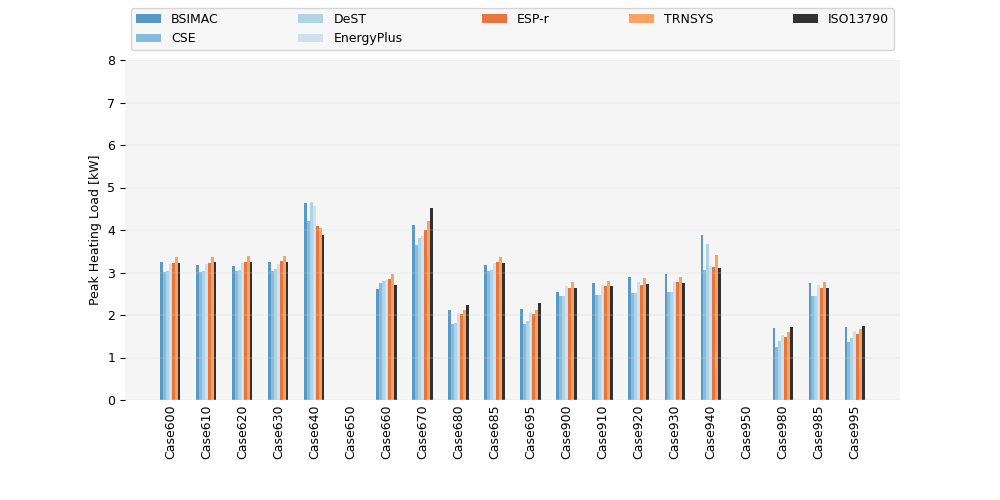 BSIMAC DeST ESP-r TRNSYS ISO13790
CSE EnergyPlus
8
7
6
5
4
3
2
1
0
Peak Heating Load [kW]
Case600 Case610 Case620 Case630 Case640 Case650 Case660 Case670 Case680 Case685 Case695 Case900 Case910 Case920 Case930 Case940 Case950 Case980 Case985 Case995